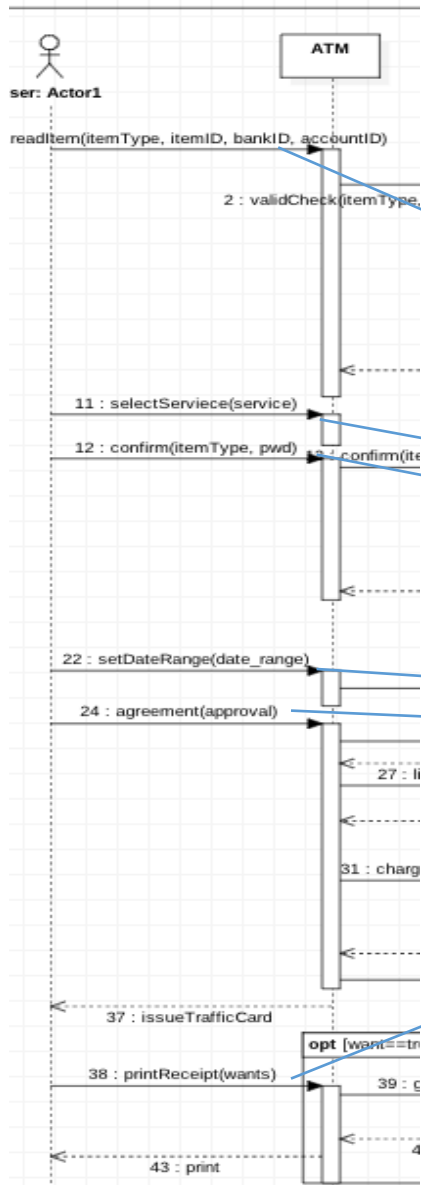 ATM
ser: Actor1
readItem(itemType, itemID, bankID, accountID)
2 : validCheck(itemType,
11 : selectServiece(service)
12 : confirm(itemType, pwd)
confirm(ite
22 : setDateRange(date_range)
24 : agreement(approval)
27 : li
31 : charg
37 : issueTrafficCard
opt [want==tr
38 : printReceipt(wants)
39 : g
4
43 : print